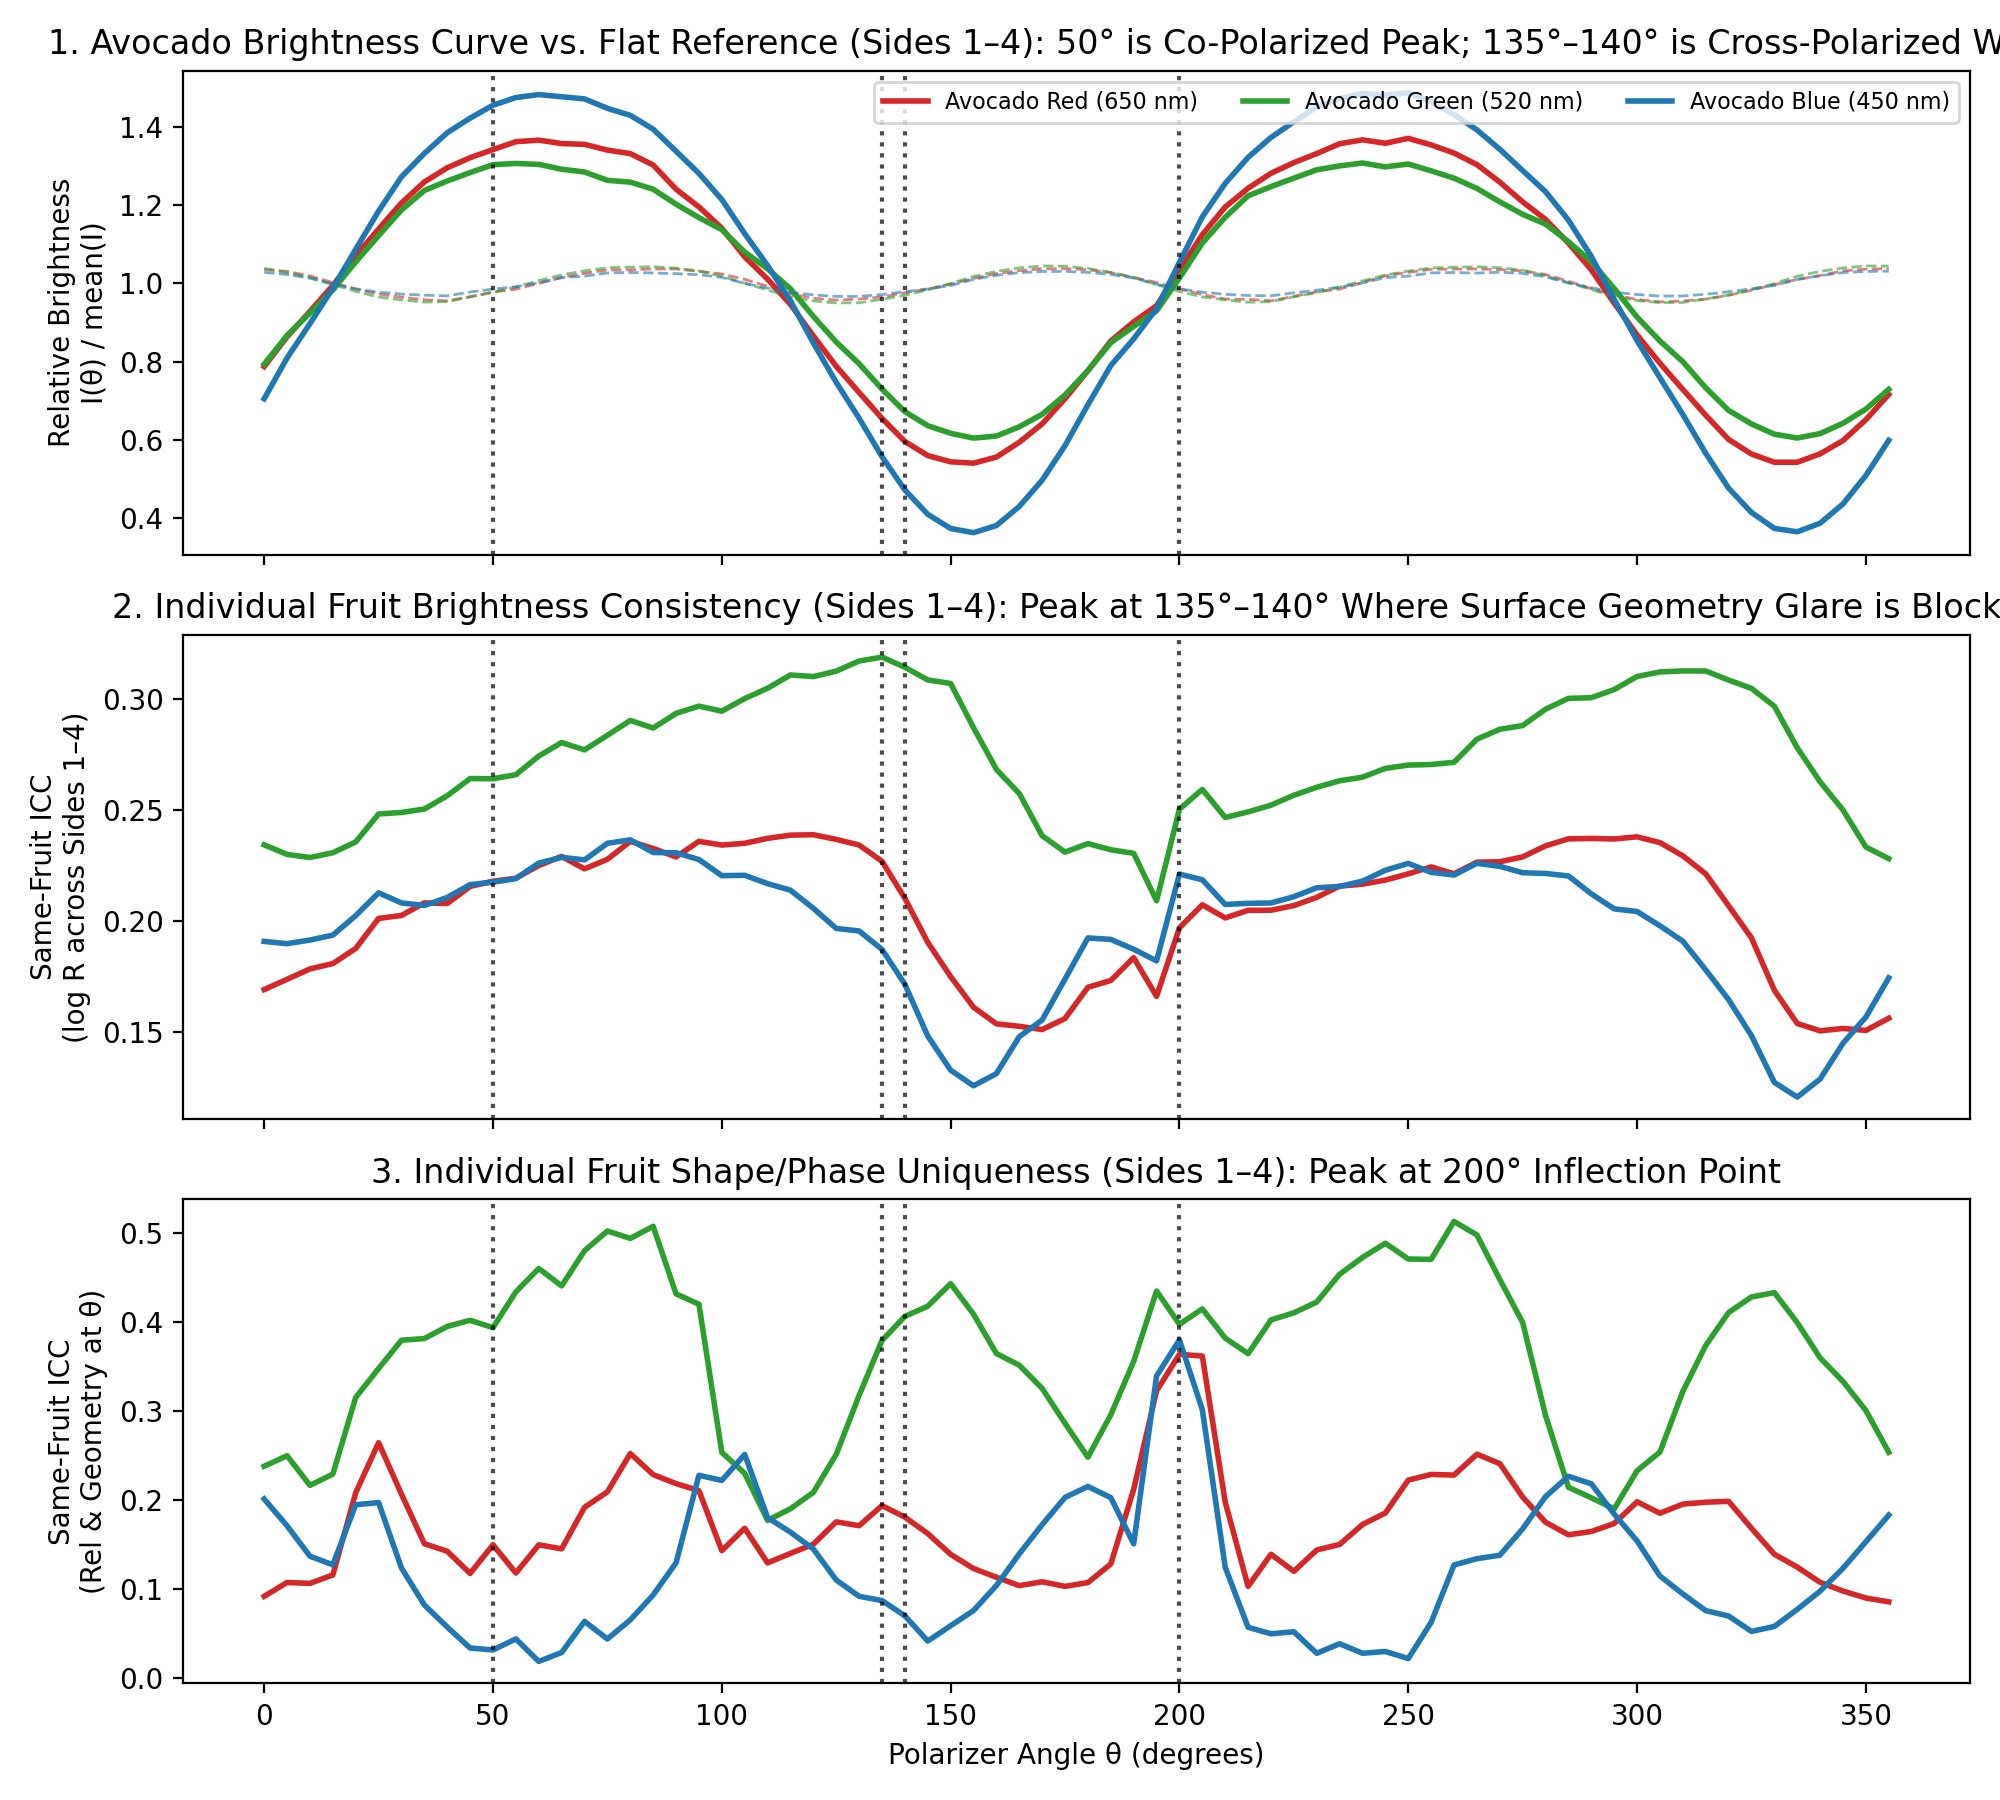 1. Avocado Brightness Curve vs. Flat Reference (Sides 1–4): 50° is Co-Polarized Peak; 135°–140° is Cross-Polarized W
Avocado Red (650 nm)
Avocado Green (520 nm)
Avocado Blue (450 nm)
Relative Brightness
I(θ) / mean(I)
1.4
1.2
1.0
0.8
0.6
0.4
2. Individual Fruit Brightness Consistency (Sides 1–4): Peak at 135°–140° Where Surface Geometry Glare is Block
Same-Fruit ICC
(log R across Sides 1–4)
0.30
0.25
0.20
0.15
3. Individual Fruit Shape/Phase Uniqueness (Sides 1–4): Peak at 200° Inflection Point
Same-Fruit ICC
(Rel & Geometry at θ)
0.5
0.4
0.3
0.2
0.1
0.0
0
50
100
150
200
250
300
350
Polarizer Angle θ (degrees)